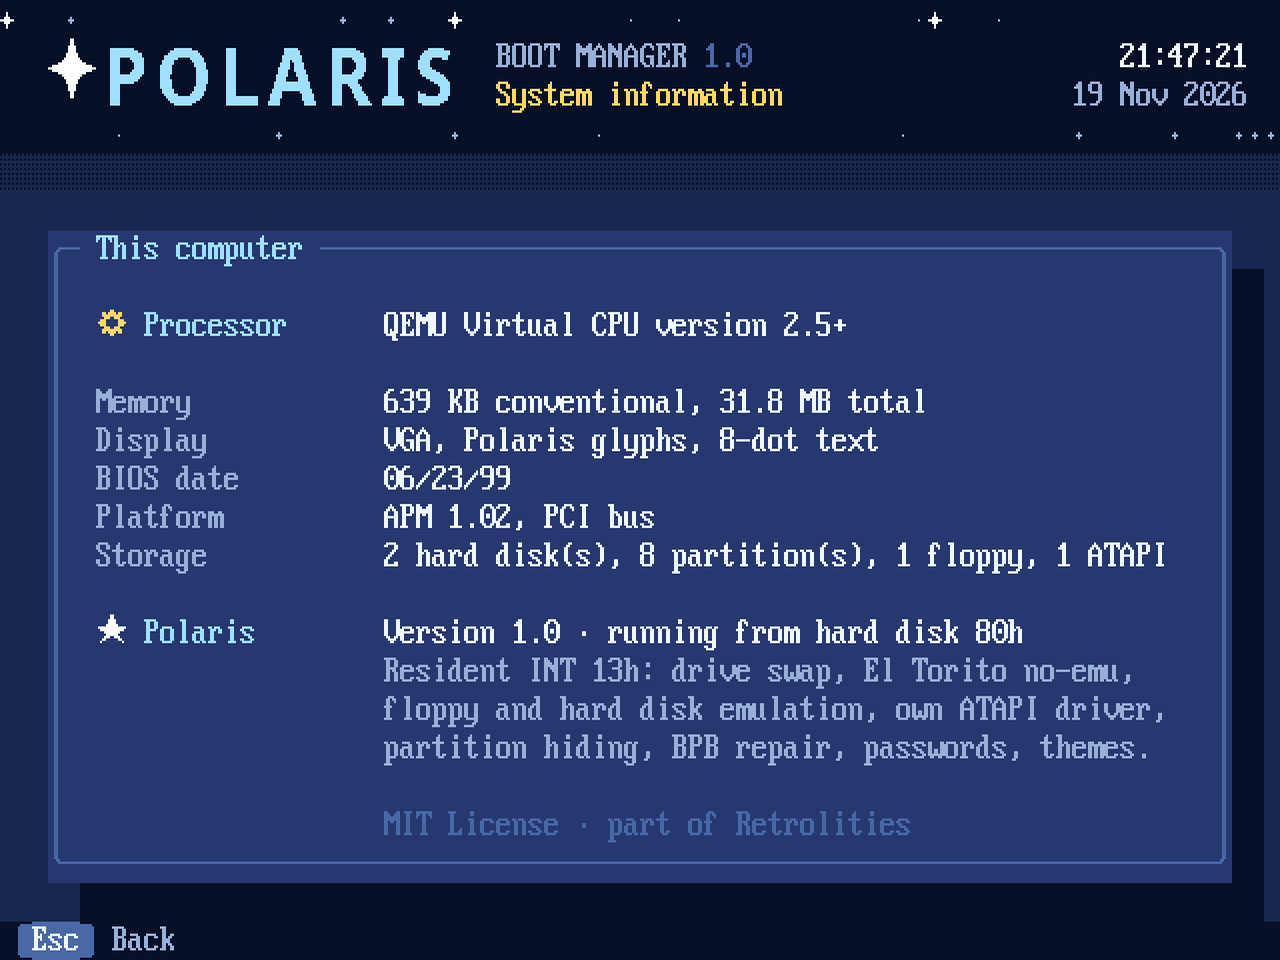 POLARIS
BOOT MANAGER 1.0
System information
21:47:21
19 Nov 2026
This computer
Processor QEMU Virtual CPU version 2.5+
Memory 639 KB conventional, 31.8 MB total
Display VGA, Polaris glyphs, 8-dot text
BIOS date 06/23/99
Platform APM 1.02, PCI bus
Storage 2 hard disk(s), 8 partition(s), 1 floppy, 1 ATAPI
Polaris Version 1.0 · running from hard disk 80h
Resident INT 13h: drive swap, El Torito no-emu,
floppy and hard disk emulation, own ATAPI driver,
partition hiding, BPB repair, passwords, themes.
MIT License · part of Retrolities
Esc Back